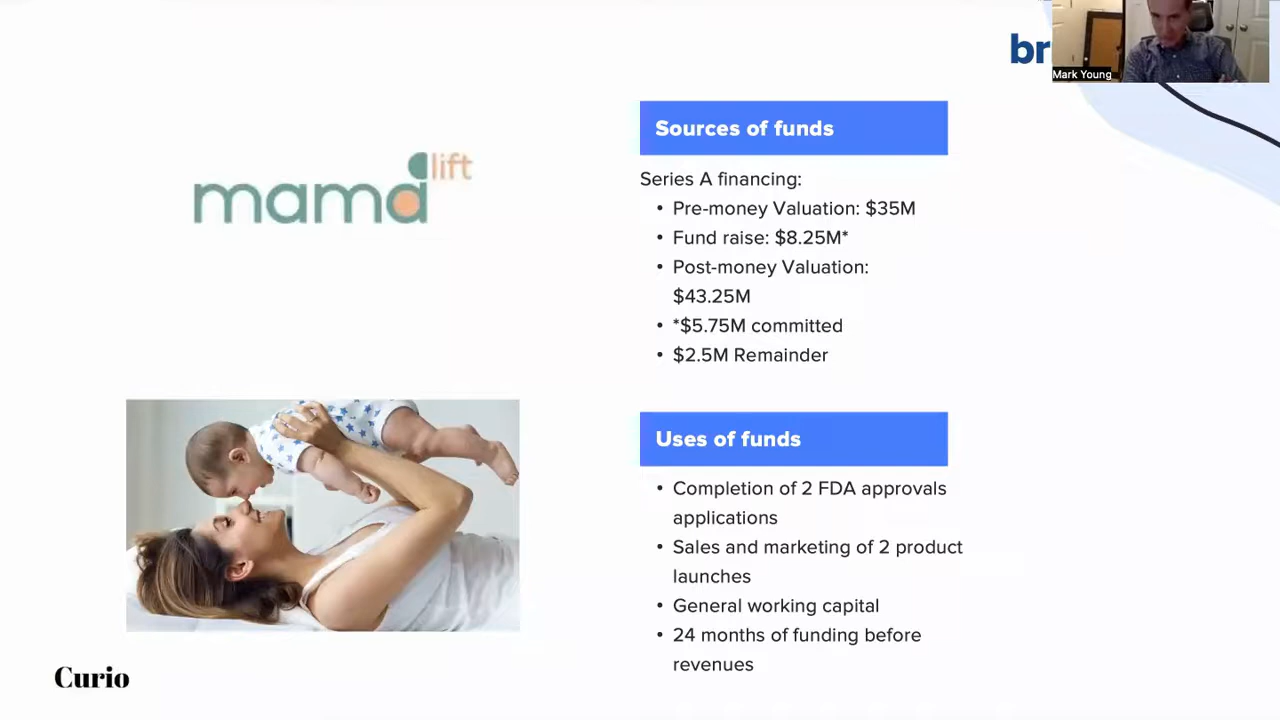 br
Mark Young
Sources of funds
mama lift
Series A financing:
• Pre-money Valuation: $35M
• Fund raise: $8.25M*
• Post-money Valuation:
$43.25M
• *$5.75M committed
• $2.5M Remainder
Uses of funds
• Completion of 2 FDA approvals
applications
• Sales and marketing of 2 product
launches
• General working capital
• 24 months of funding before
revenues
Curio